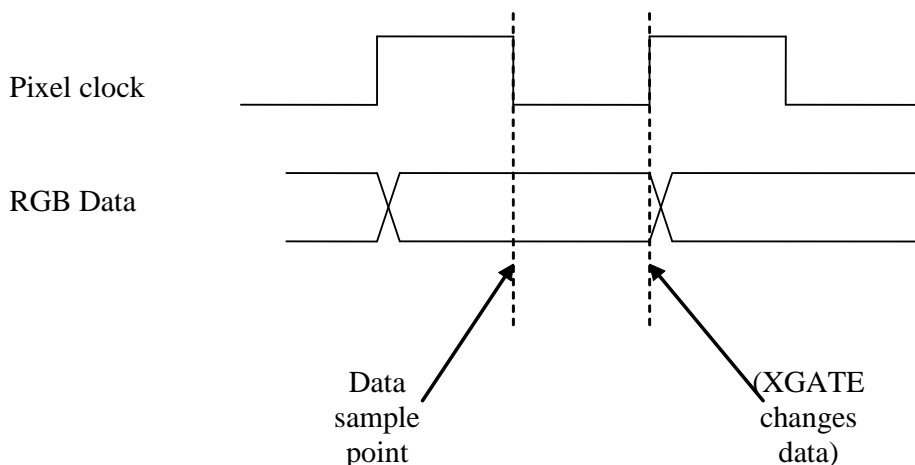 Pixel clock
RGB Data
Data
sample
point
(XGATE
changes
data)